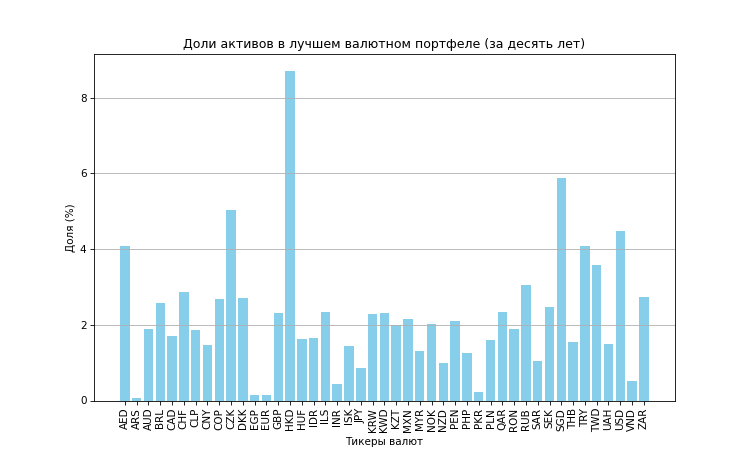 Доли активов в лучшем валютном портфеле (за десять лет)
Доля (%)
8
6
4
2
0
AED ARS AUD BRL CAD CHF CLP CNY COP CZK DKK EGP EUR GBP HKD HUF IDR ILS INR ISK JPY KRW KWD KZT MXN MYR NOK NZD PEN PHP PKR PLN QAR RON RUB SAR SEK SGD THB TRY TWD UAH USD VND ZAR
Тикеры валют